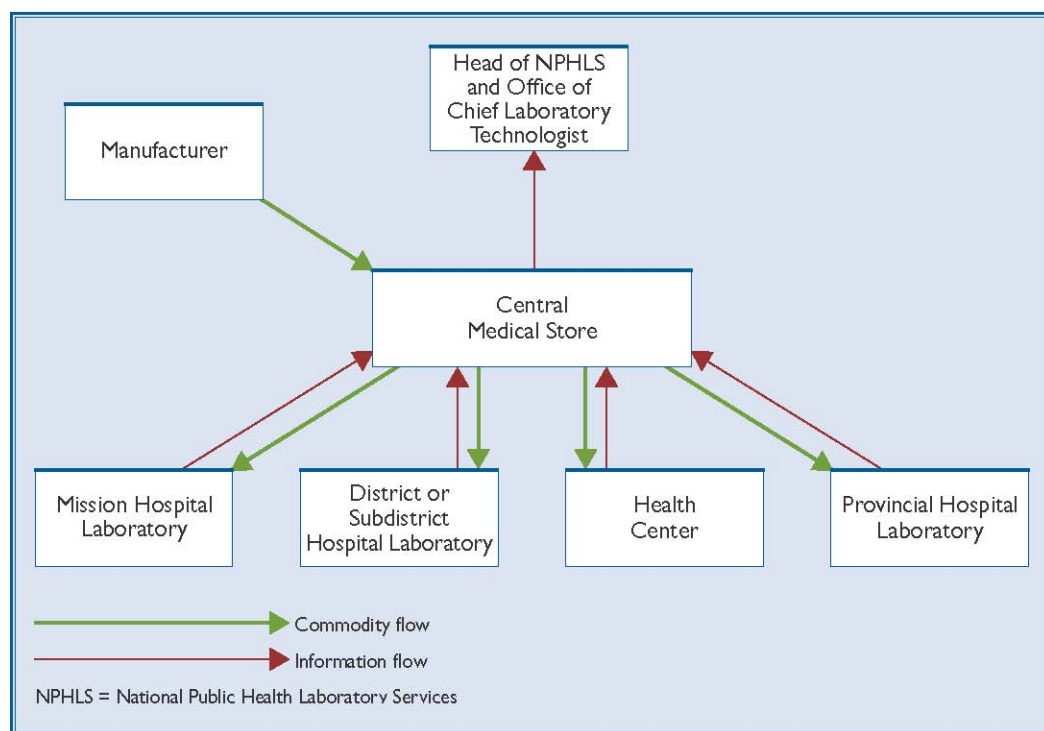 Head of NPHLS
and Office of
Chief Laboratory
Technologist
Manufacturer
Central
Medical Store
Mission Hospital
Laboratory
District or
Subdistrict
Hospital Laboratory
Health
Center
Provincial Hospital
Laboratory
Commodity flow
Information flow
NPHLS = National Public Health Laboratory Services